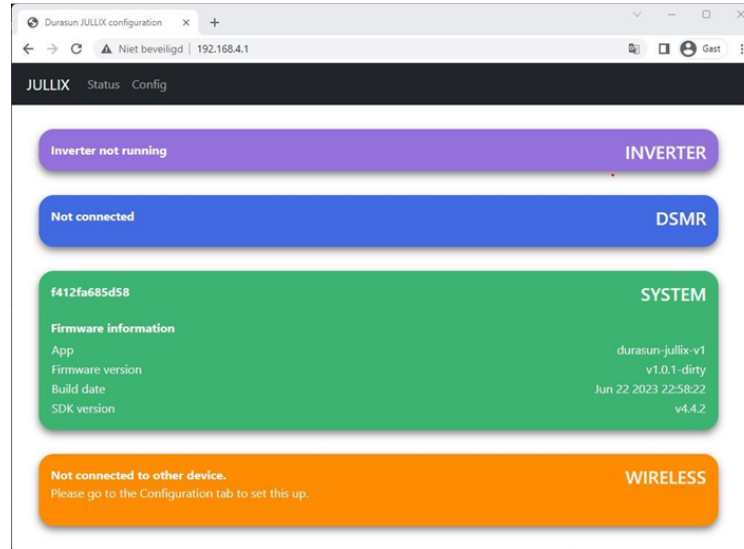 Durasun JULLIX configuration
Niet beveiligd | 192.168.4.1
Gast
JULLIX Status Config
Inverter not running INVERTER
Not connected DSMR
f412fa685d58 SYSTEM
Firmware information
App durasun-jullix-v1
Firmware version v1.0.1-dirty
Build date Jun 22 2023 22:58:22
SDK version v4.4.2
Not connected to other device. WIRELESS
Please go to the Configuration tab to set this up.